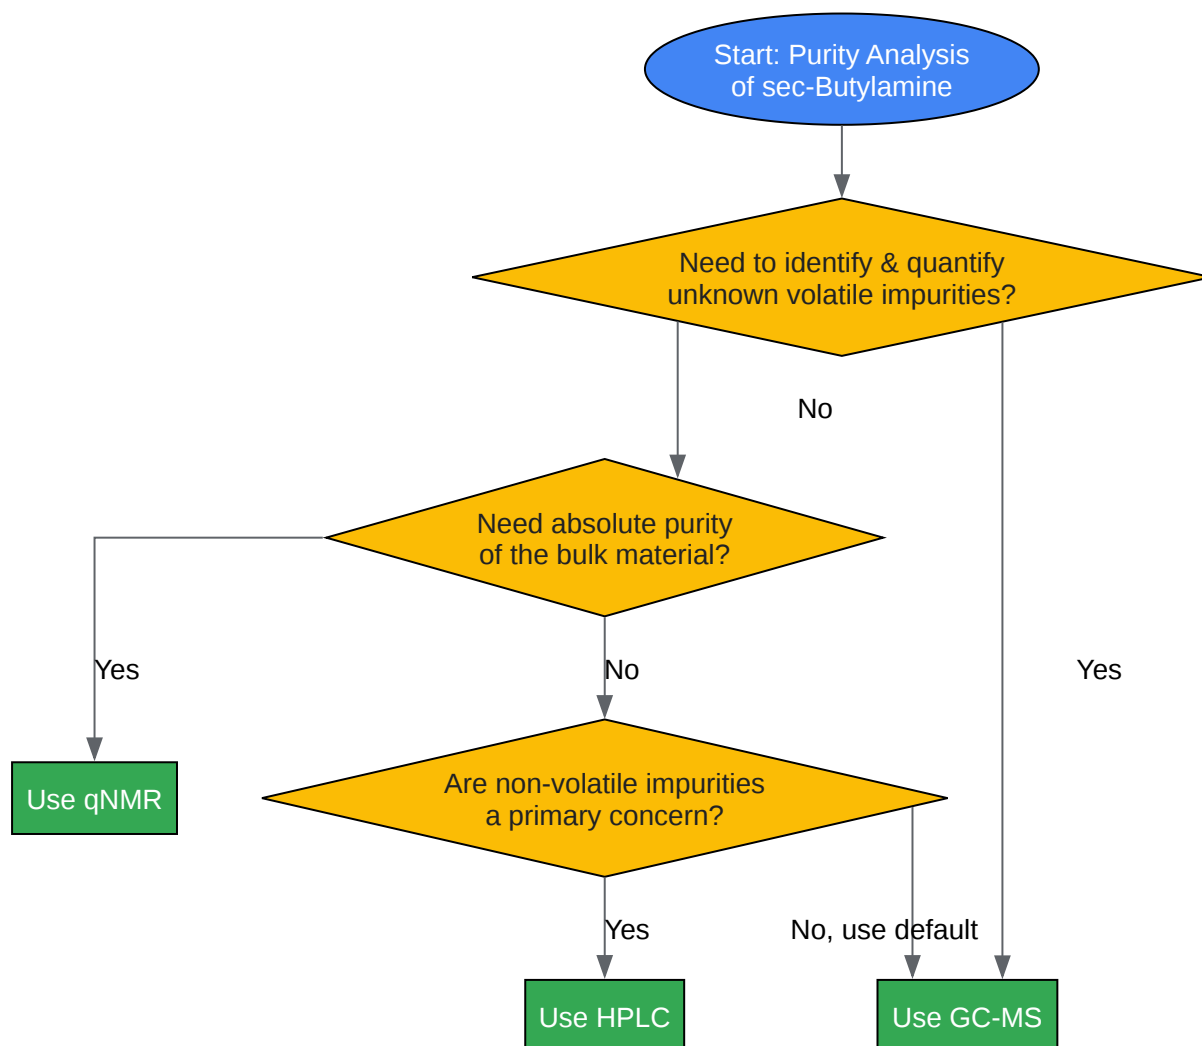 Start: Purity Analysis
of sec-Butylamine
Need to identify & quantify
unknown volatile impurities?
No
Need absolute purity
of the bulk material?
Yes
No
Yes
Are non-volatile impurities
a primary concern?
Use qNMR
Yes
No, use default
Use HPLC
Use GC-MS